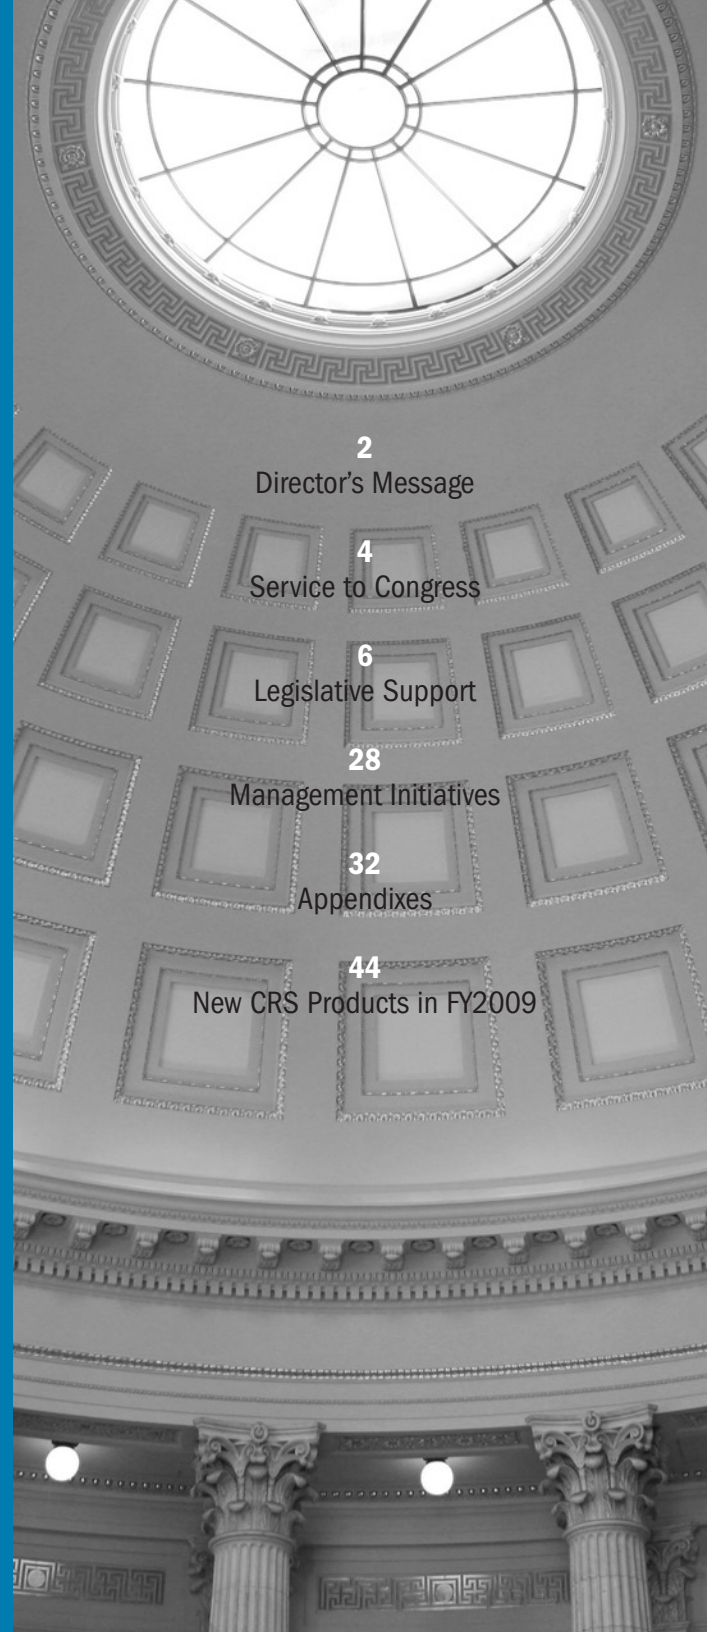 2
Director’s Message
4
Service to Congress
6
Legislative Support
28
Management Initiatives
32
Appendixes
44
New CRS Products in FY2009